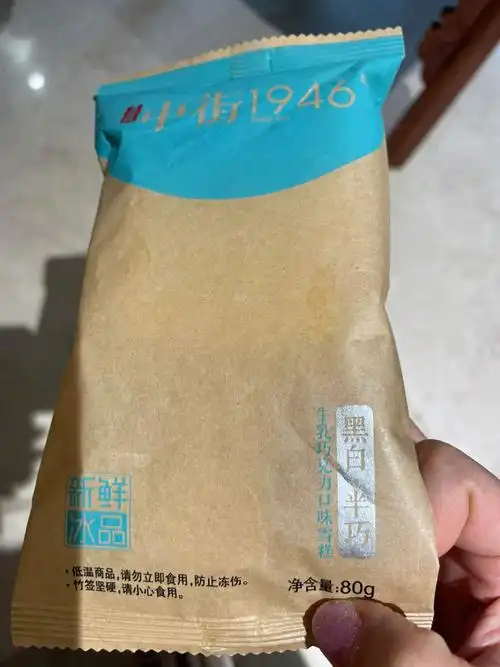 中街1946
牛乳巧克力口味雪糕
黑白半巧
新鲜
冰品
•低温商品,请勿立即食用,防止冻伤。
•竹签坚硬,请小心食用。
净含量:80g